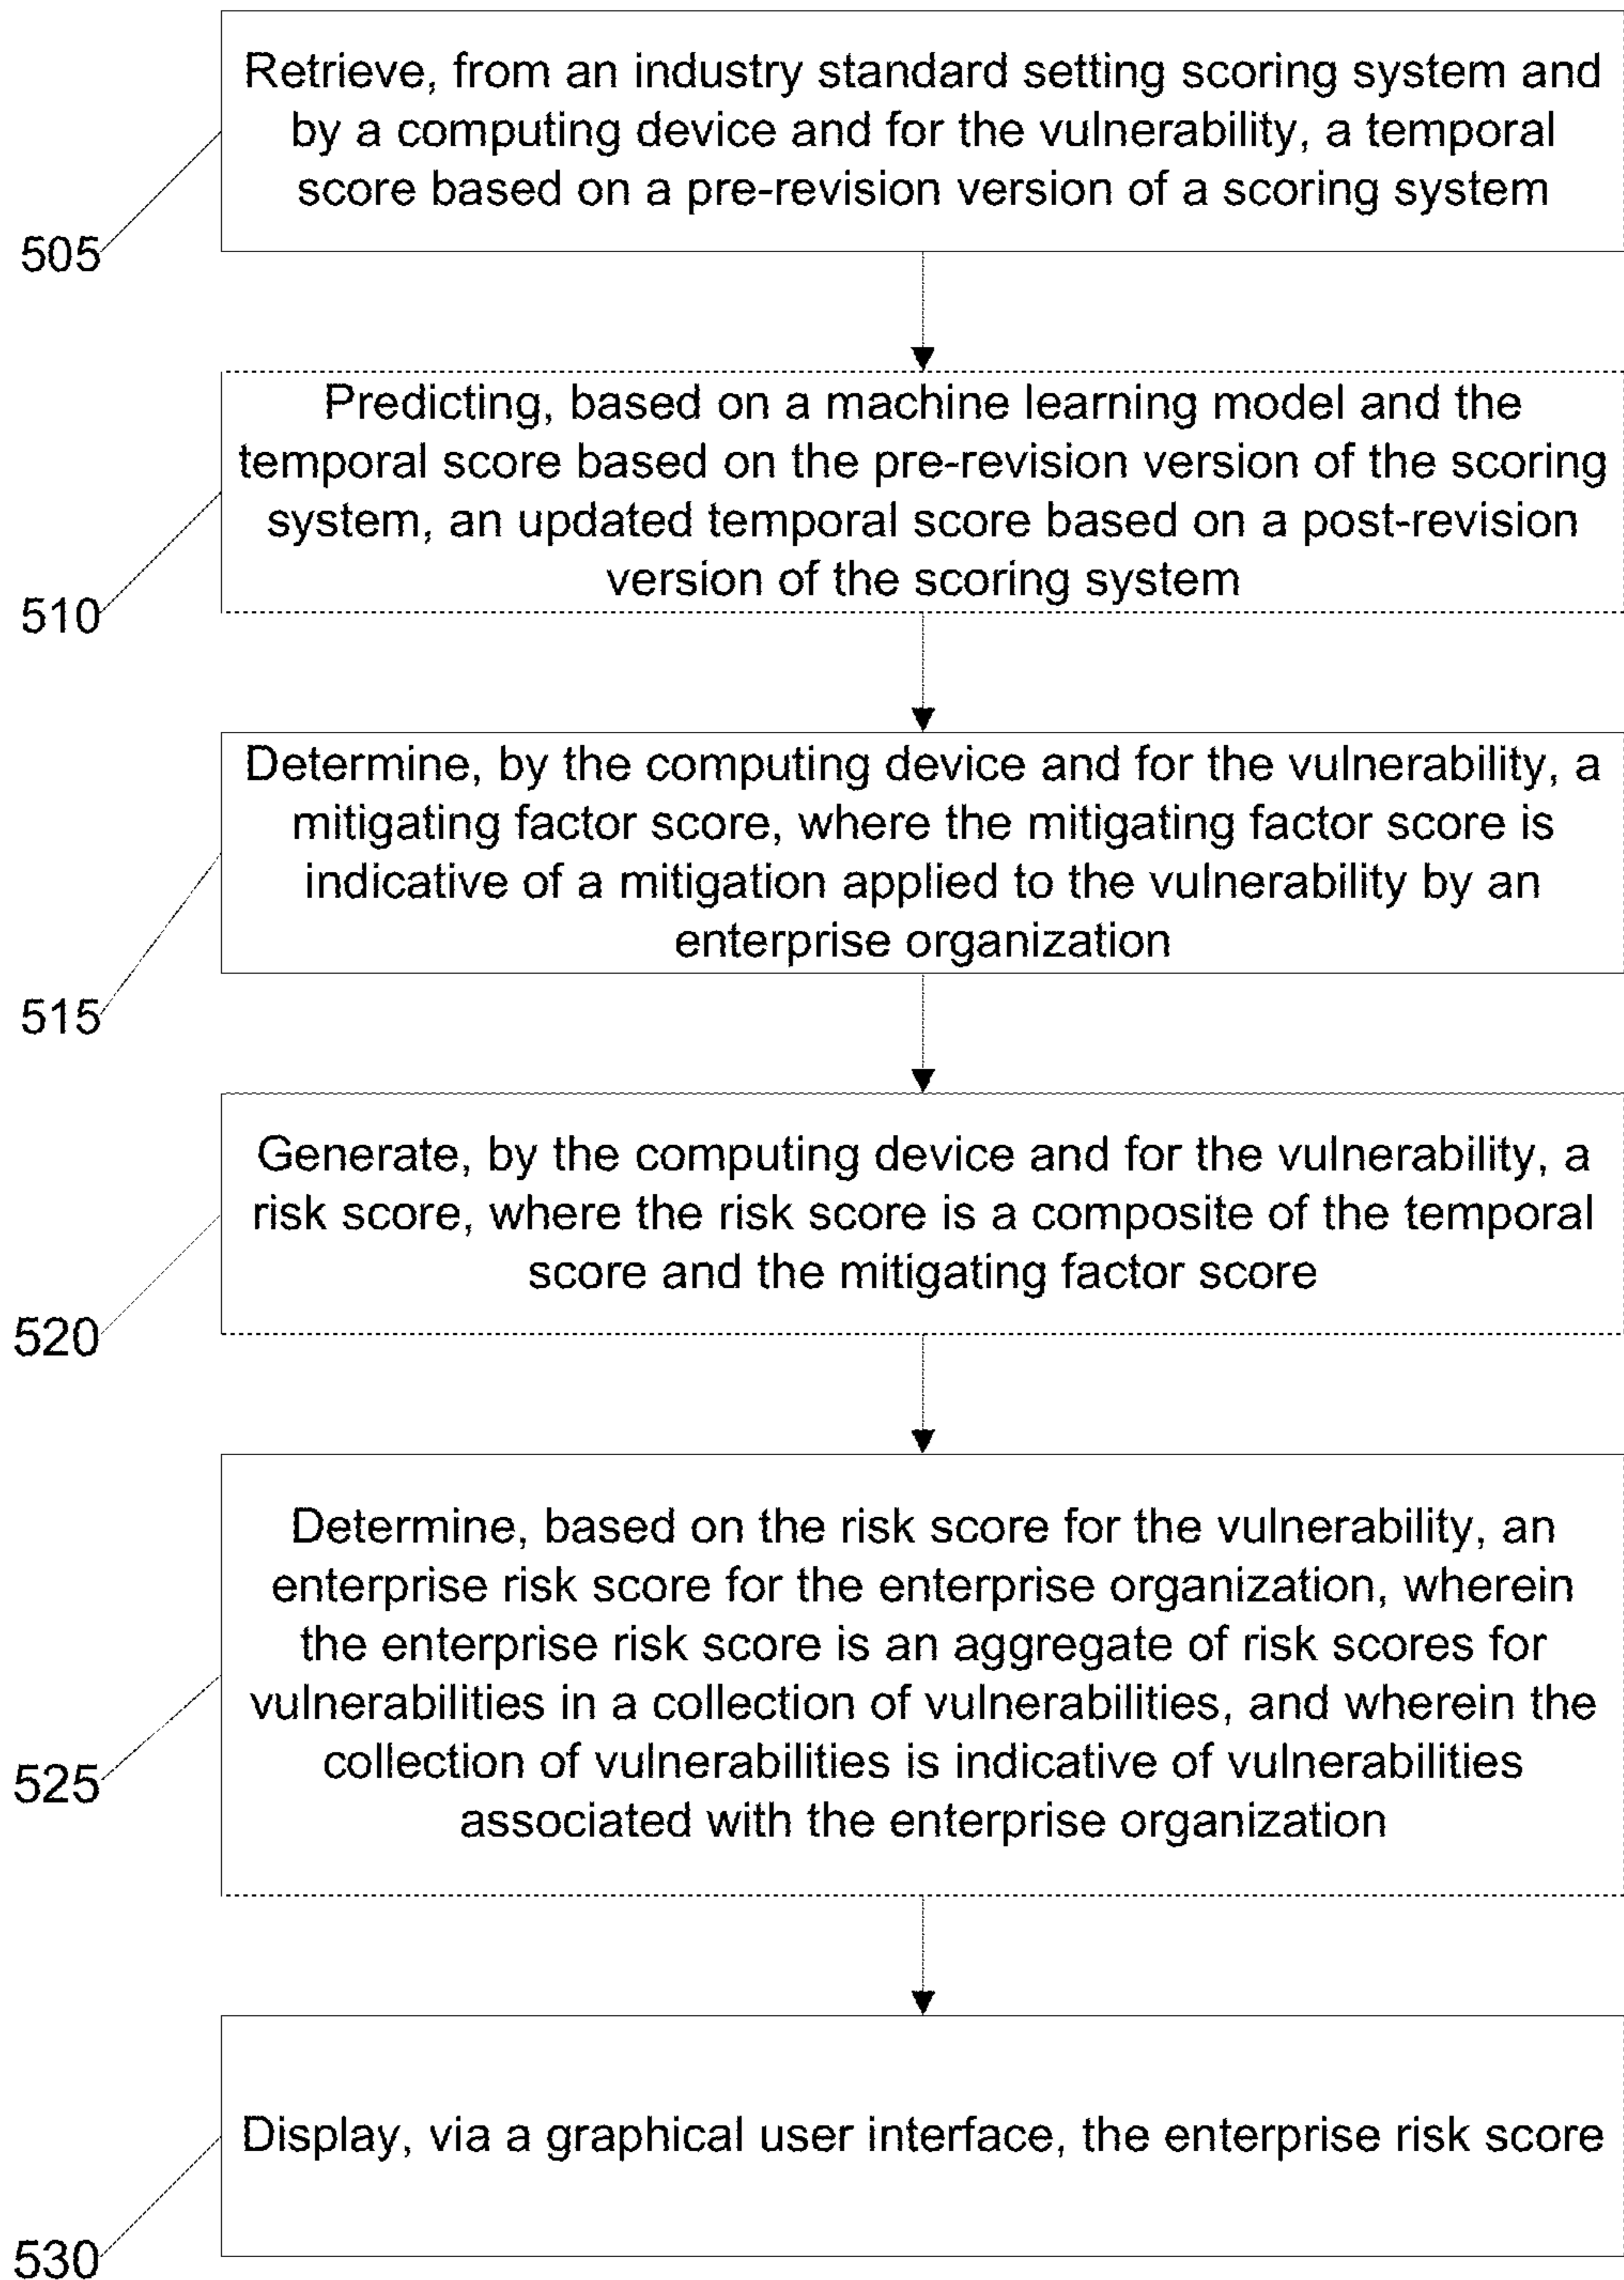 Retrieve, from an industry standard setting scoring system and
by a computing device and for the vulnerability, a temporal
score based on a pre-revision version of a scoring system
505
Predicting, based on a machine learning model and the
temporal score based on the pre-revision version of the scoring
system, an updated temporal score based on a post-revision
version of the scoring system
510
Determine, by the computing device and for the vulnerability, a
mitigating factor score, where the mitigating factor score is
indicative of a mitigation applied to the vulnerability by an
enterprise organization
515
Generate, by the computing device and for the vulnerability, a
risk score, where the risk score is a composite of the temporal
score and the mitigating factor score
520
Determine, based on the risk score for the vulnerability, an
enterprise risk score for the enterprise organization, wherein
the enterprise risk score is an aggregate of risk scores for
vulnerabilities in a collection of vulnerabilities, and wherein the
collection of vulnerabilities is indicative of vulnerabilities
associated with the enterprise organization
525
Display, via a graphical user interface, the enterprise risk score
530